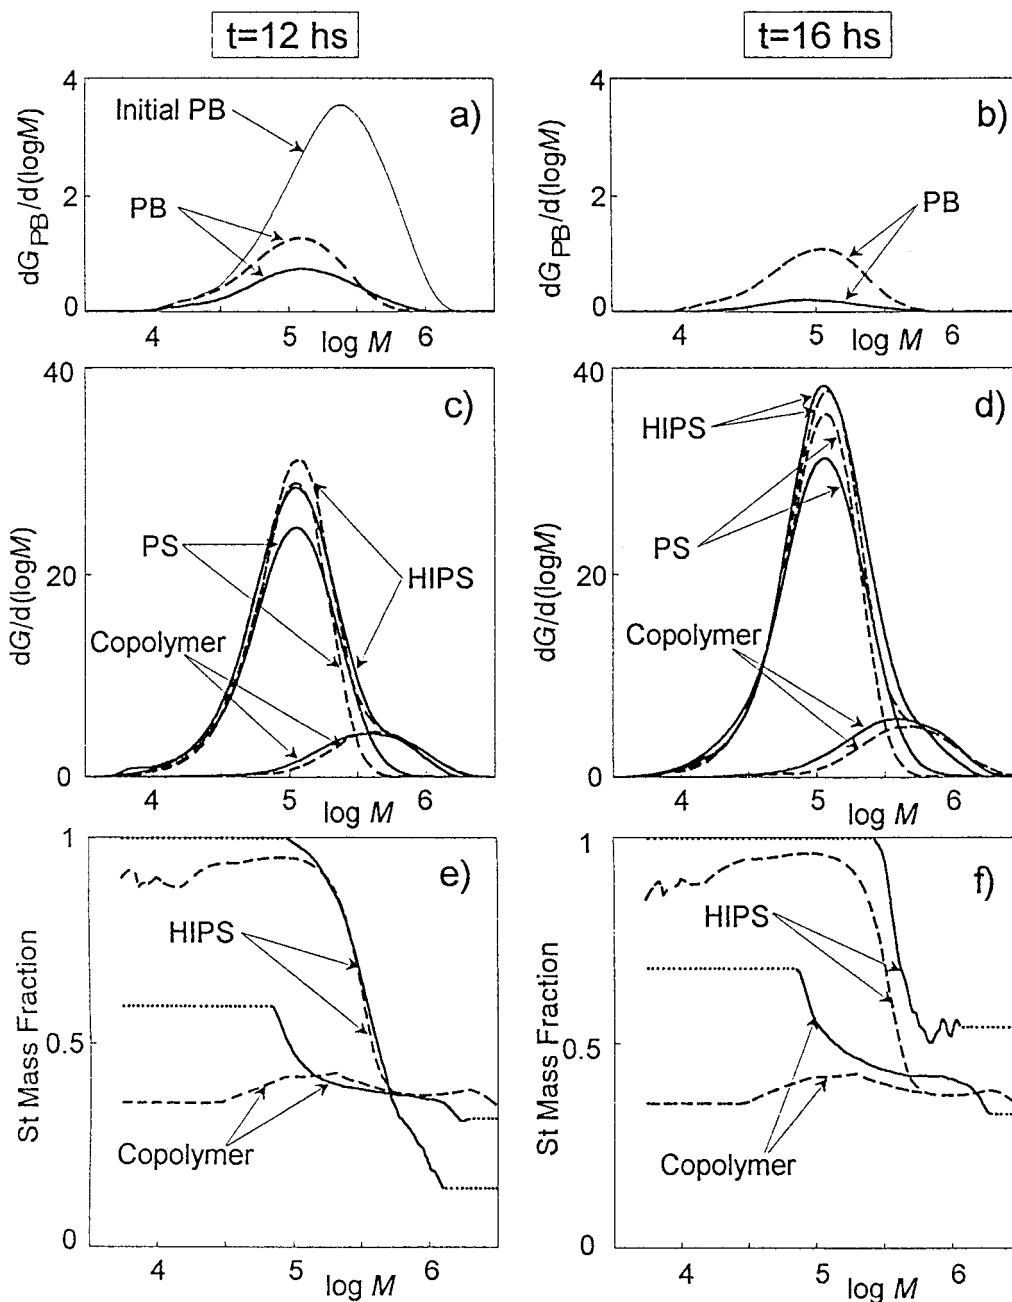 t=12 hs
t=16 hs
4
2
0
dG_PB/d(logM)
Initial PB
PB
a)
4
5
6
log M
4
2
0
dG_PB/d(logM)
PB
b)
4
5
6
log M
40
20
0
dG/d(logM)
c)
PS
HIPS
Copolymer
4
5
6
log M
40
20
0
dG/d(logM)
d)
HIPS
PS
Copolymer
4
5
6
log M
1
0.5
0
St Mass Fraction
e)
HIPS
Copolymer
4
5
6
log M
1
0.5
0
St Mass Fraction
f)
HIPS
Copolymer
4
5
6
log M